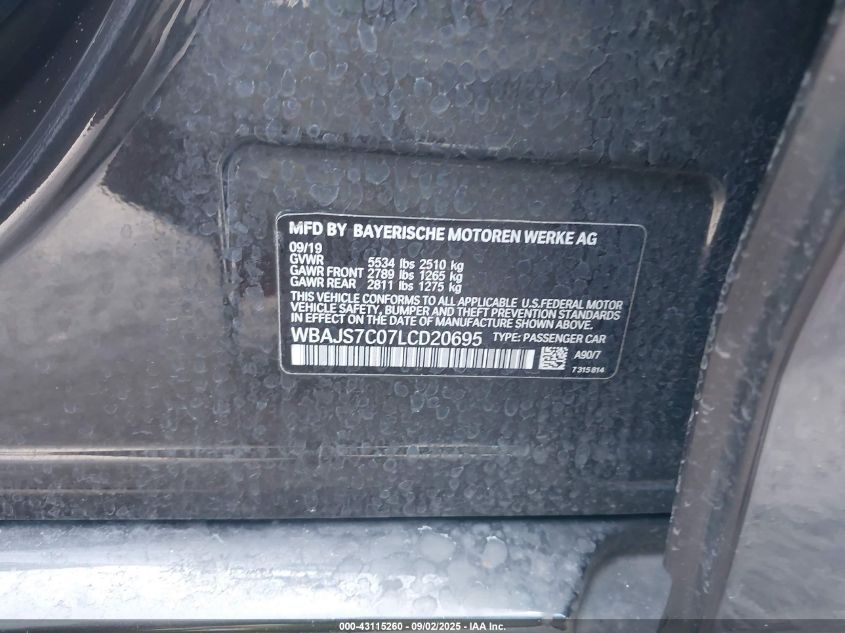 MFD BY BAYERISCHE MOTOREN WERKE AG
09/19
GVWR 5534 lbs 2510 kg
GAWR FRONT 2789 lbs 1265 kg
GAWR REAR 2811 lbs 1275 kg
THIS VEHICLE CONFORMS TO ALL APPLICABLE U.S.FEDERAL MOTOR
VEHICLE SAFETY, BUMPER AND THEFT PREVENTION STANDARDS
IN EFFECT ON THE DATE OF MANUFACTURE SHOWN ABOVE.
WBAJS7C07LCD20695 TYPE: PASSENGER CAR
A90/7
T315814
000-43115260 - 09/02/2025 - IAA Inc.